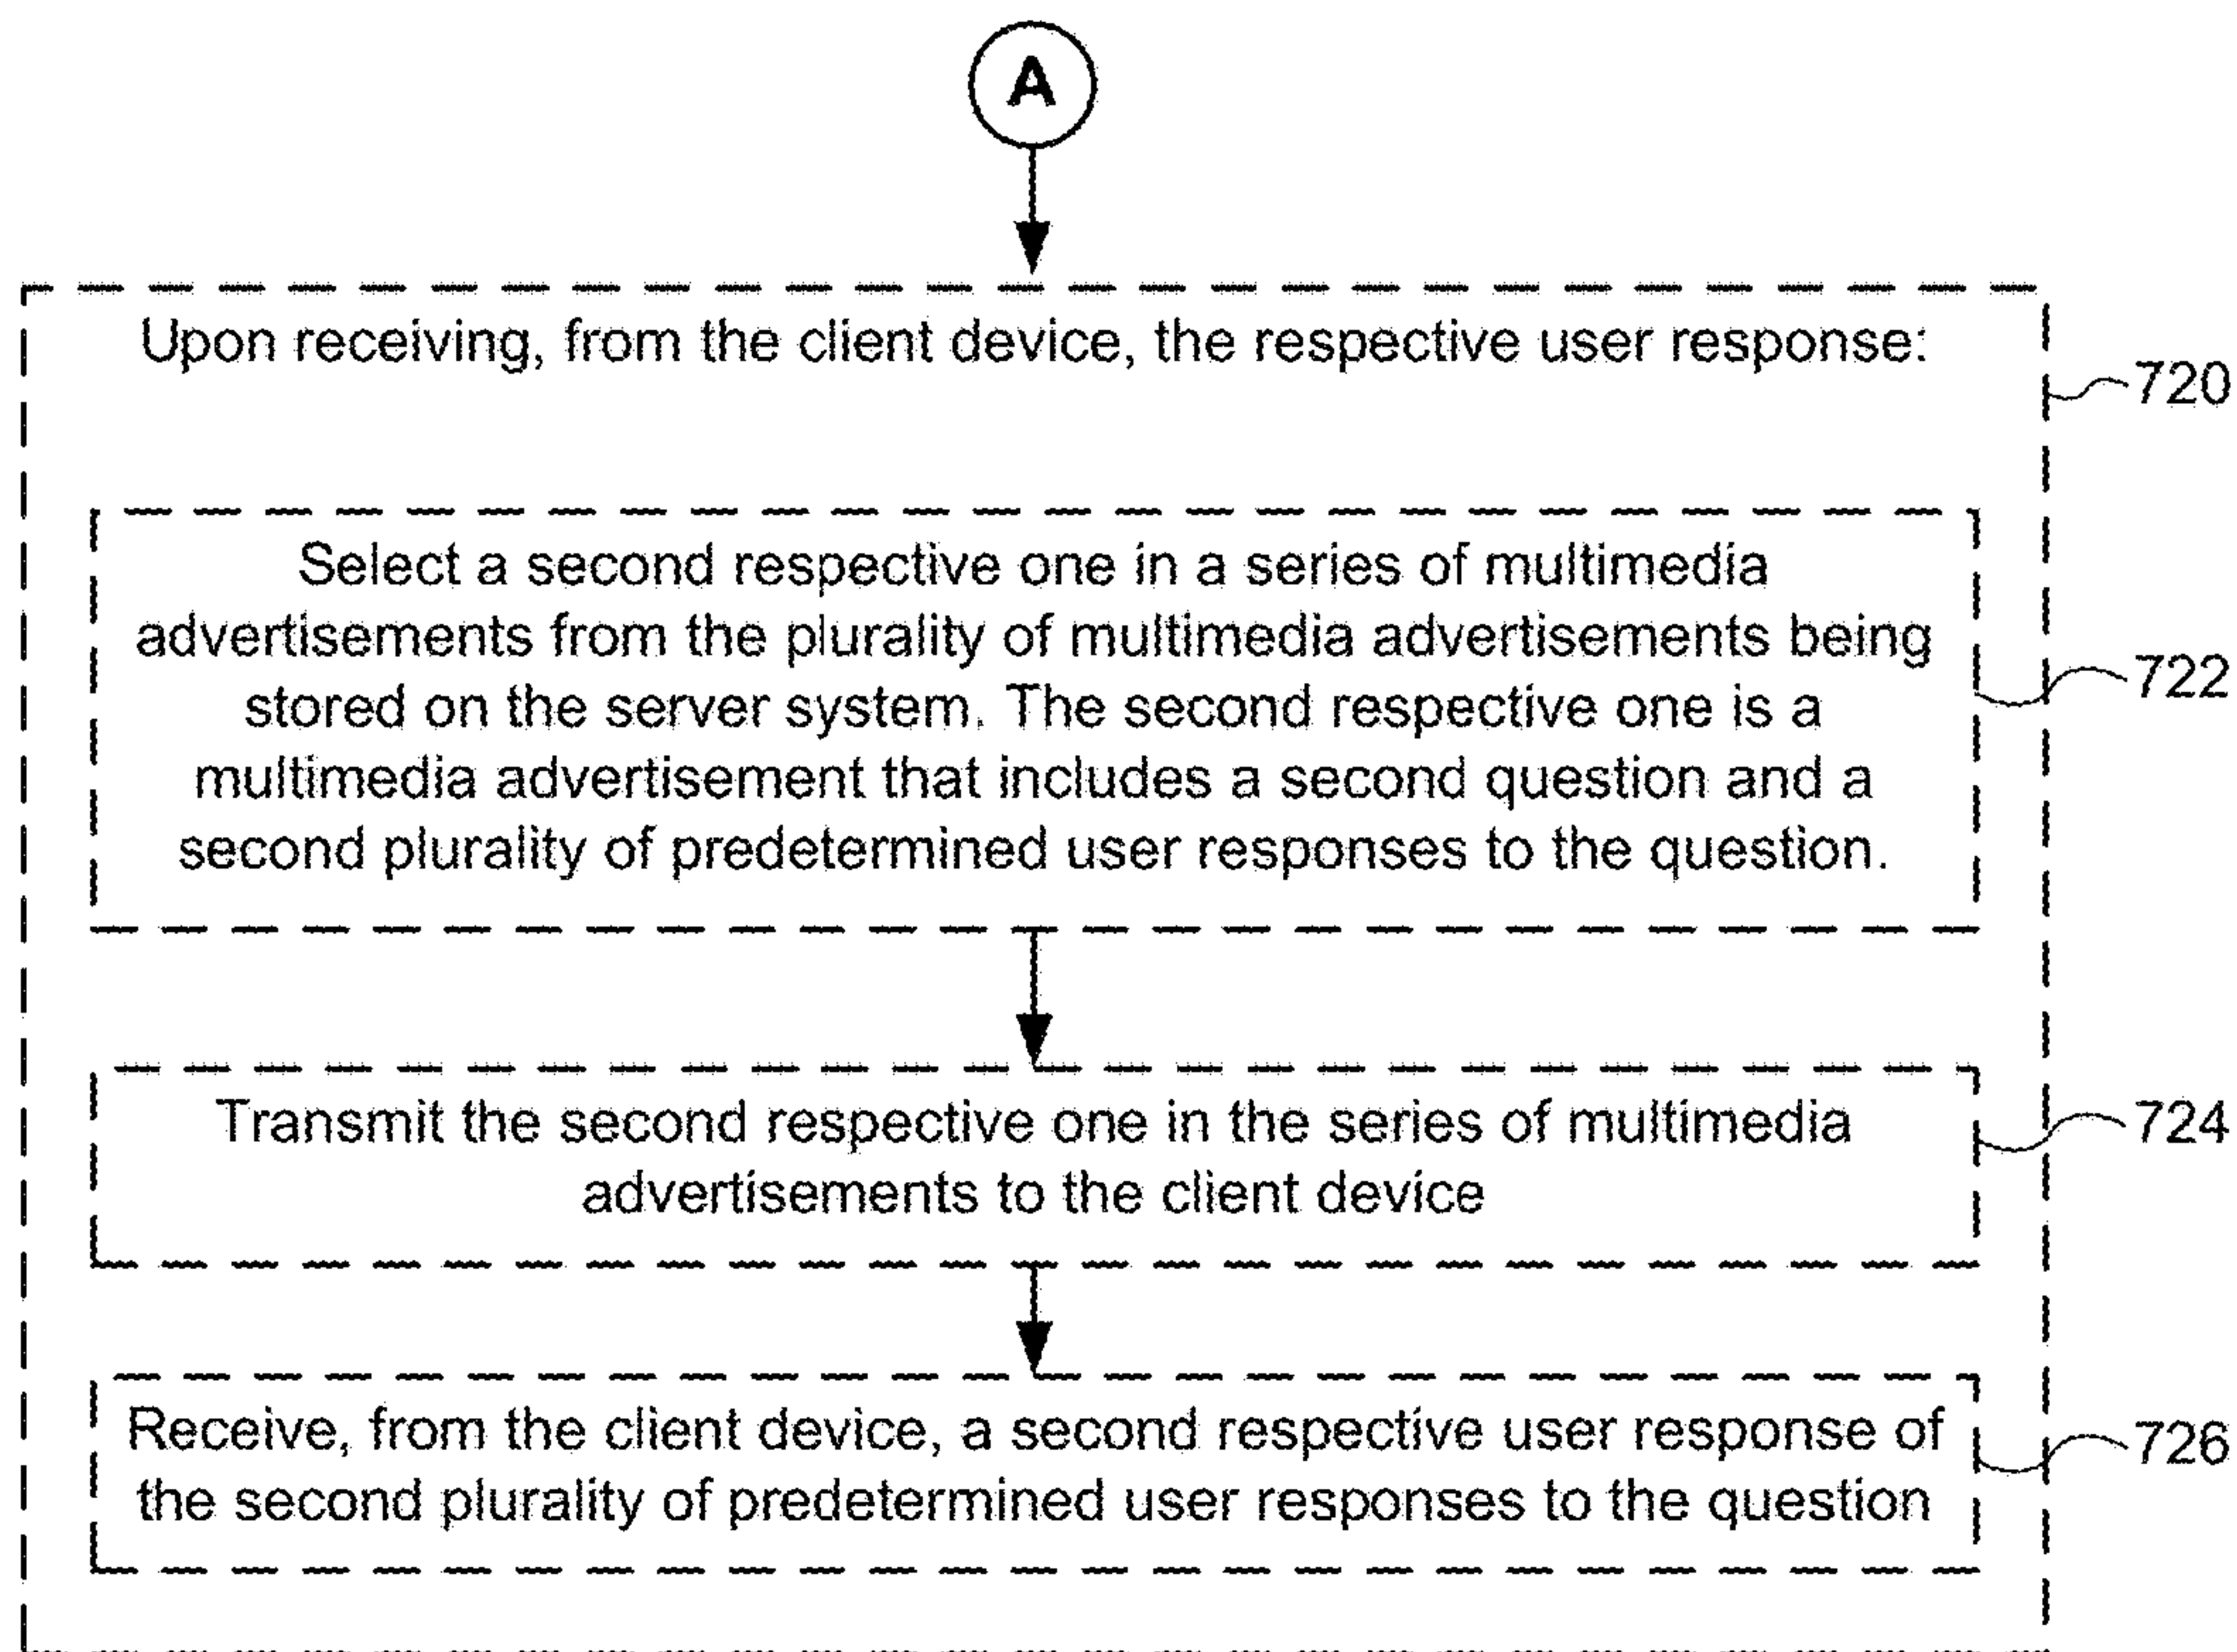 A
Upon receiving, from the client device, the respective user response:
720
Select a second respective one in a series of multimedia
advertisements from the plurality of multimedia advertisements being
stored on the server system. The second respective one is a
multimedia advertisement that includes a second question and a
second plurality of predetermined user responses to the question.
722
Transmit the second respective one in the series of multimedia
advertisements to the client device
724
Receive, from the client device, a second respective user response of
the second plurality of predetermined user responses to the question
726